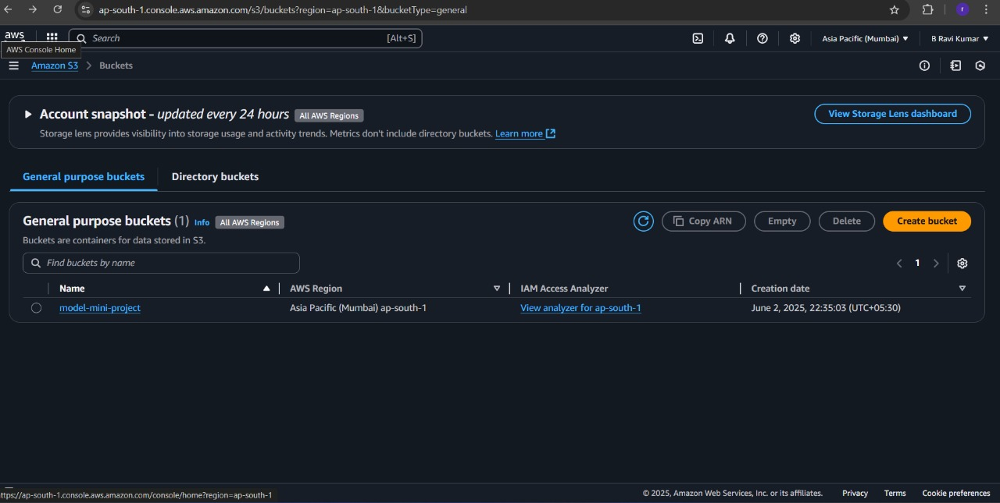 ap-south-1.console.aws.amazon.com/s3/buckets?region=ap-south-1&bucketType=general
r
aws
Search
[Alt+S]
Asia Pacific (Mumbai)
B Ravi Kumar
AWS Console Home
Amazon S3
Buckets
Account snapshot - updated every 24 hours All AWS Regions
View Storage Lens dashboard
Storage lens provides visibility into storage usage and activity trends. Metrics don't include directory buckets. Learn more
General purpose buckets
Directory buckets
General purpose buckets (1) Info All AWS Regions
Copy ARN
Empty
Delete
Create bucket
Buckets are containers for data stored in S3.
Find buckets by name
1
Name
AWS Region
IAM Access Analyzer
Creation date
model-mini-project
Asia Pacific (Mumbai) ap-south-1
View analyzer for ap-south-1
June 2, 2025, 22:35:03 (UTC+05:30)
ttps://ap-south-1.console.aws.amazon.com/console/home?region=ap-south-1
© 2025, Amazon Web Services, Inc. or its affiliates.
Privacy
Terms
Cookie preferences